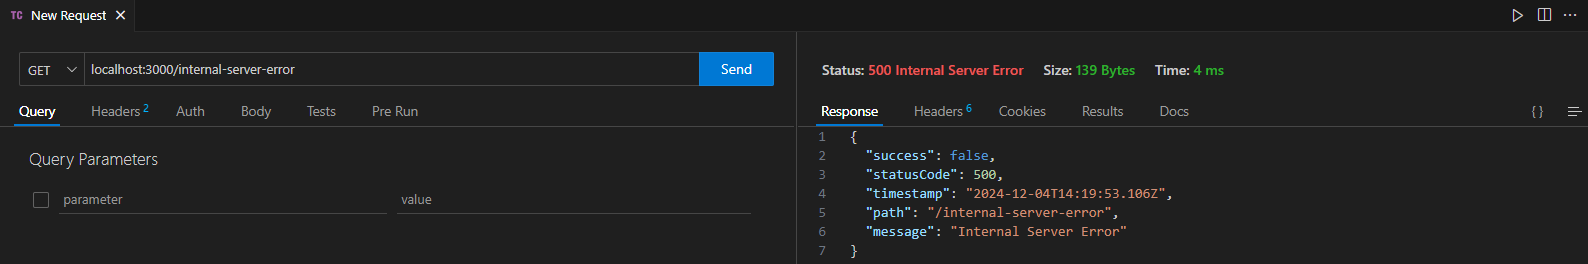 TC New Request
GET localhost:3000/internal-server-error Send
Query Headers 2 Auth Body Tests Pre Run
Query Parameters
parameter value
Status: 500 Internal Server Error Size: 139 Bytes Time: 4 ms
Response Headers 6 Cookies Results Docs { }
1 {
2 "success": false,
3 "statusCode": 500,
4 "timestamp": "2024-12-04T14:19:53.106Z",
5 "path": "/internal-server-error",
6 "message": "Internal Server Error"
7 }